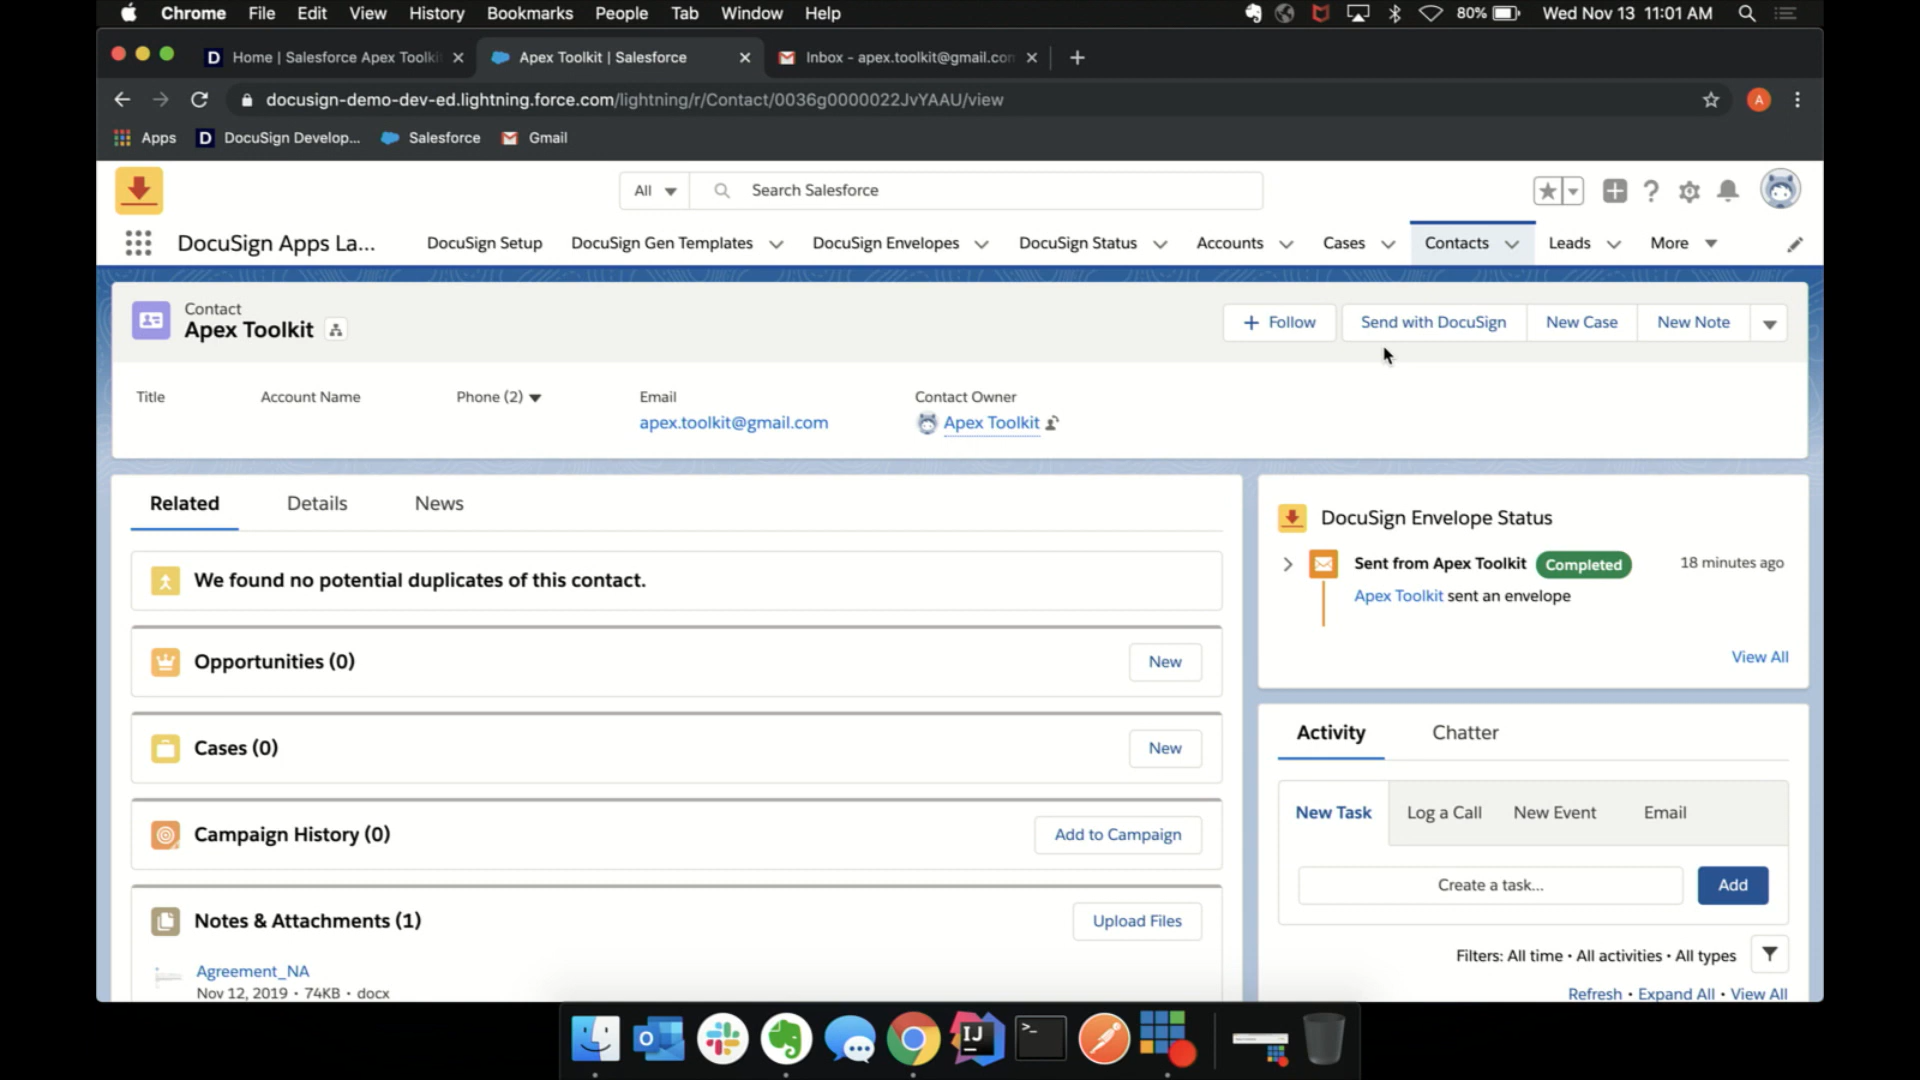 Chrome File Edit View History Bookmarks People Tab Window Help 80% Wed Nov 13 11:01 AM
D Home | Salesforce Apex Toolki Apex Toolkit | Salesforce Inbox - apex.toolkit@gmail.con
docusign-demo-dev-ed.lightning.force.com/lightning/r/Contact/0036g0000022JvYAAU/view A
Apps D DocuSign Develop... Salesforce Gmail
All Search Salesforce
DocuSign Apps La... DocuSign Setup DocuSign Gen Templates DocuSign Envelopes DocuSign Status Accounts Cases Contacts Leads More
Contact
Apex Toolkit
+ Follow Send with DocuSign New Case New Note
Title Account Name Phone (2) Email Contact Owner
apex.toolkit@gmail.com Apex Toolkit
Related Details News
We found no potential duplicates of this contact.
Opportunities (0) New
Cases (0) New
Campaign History (0) Add to Campaign
Notes & Attachments (1) Upload Files
Agreement_NA
Nov 12, 2019 • 74KB • docx
DocuSign Envelope Status
Sent from Apex Toolkit Completed 18 minutes ago
Apex Toolkit sent an envelope
View All
Activity Chatter
New Task Log a Call New Event Email
Create a task... Add
Filters: All time • All activities • All types
Refresh • Expand All • View All
IJ